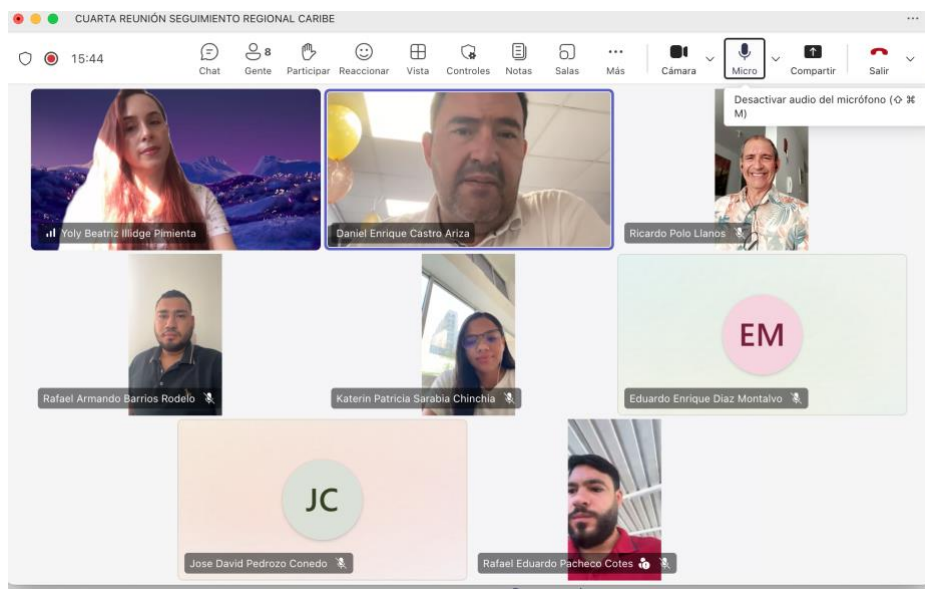 CUARTA REUNIÓN SEGUIMIENTO REGIONAL CARIBE
15:44
Chat
8
Gente
Participar
Reaccionar
Vista
Controles
Notas
Salas
Más
Cámara
Micro
Compartir
Salir
Desactivar audio del micrófono (⇧ ⌘
M)
Yoly Beatriz Illidge Pimienta
Daniel Enrique Castro Ariza
Ricardo Polo Llanos
Rafael Armando Barrios Rodelo
Katerin Patricia Sarabia Chinchia
EM
Eduardo Enrique Diaz Montalvo
JC
Jose David Pedrozo Conedo
Rafael Eduardo Pacheco Cotes